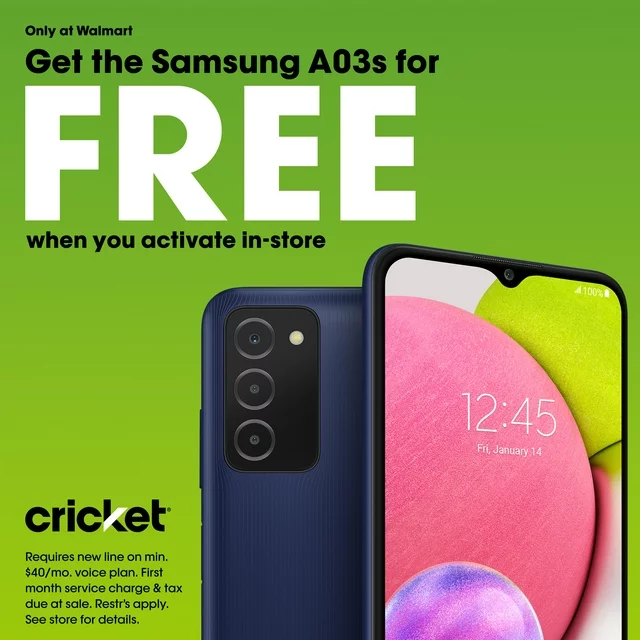 Only at Walmart
Get the Samsung A03s for
FREE
when you activate in-store
100%
12:45
Fri, January 14
cricket
Requires new line on min.
$40/mo. voice plan. First
month service charge & tax
due at sale. Restr's apply.
See store for details.